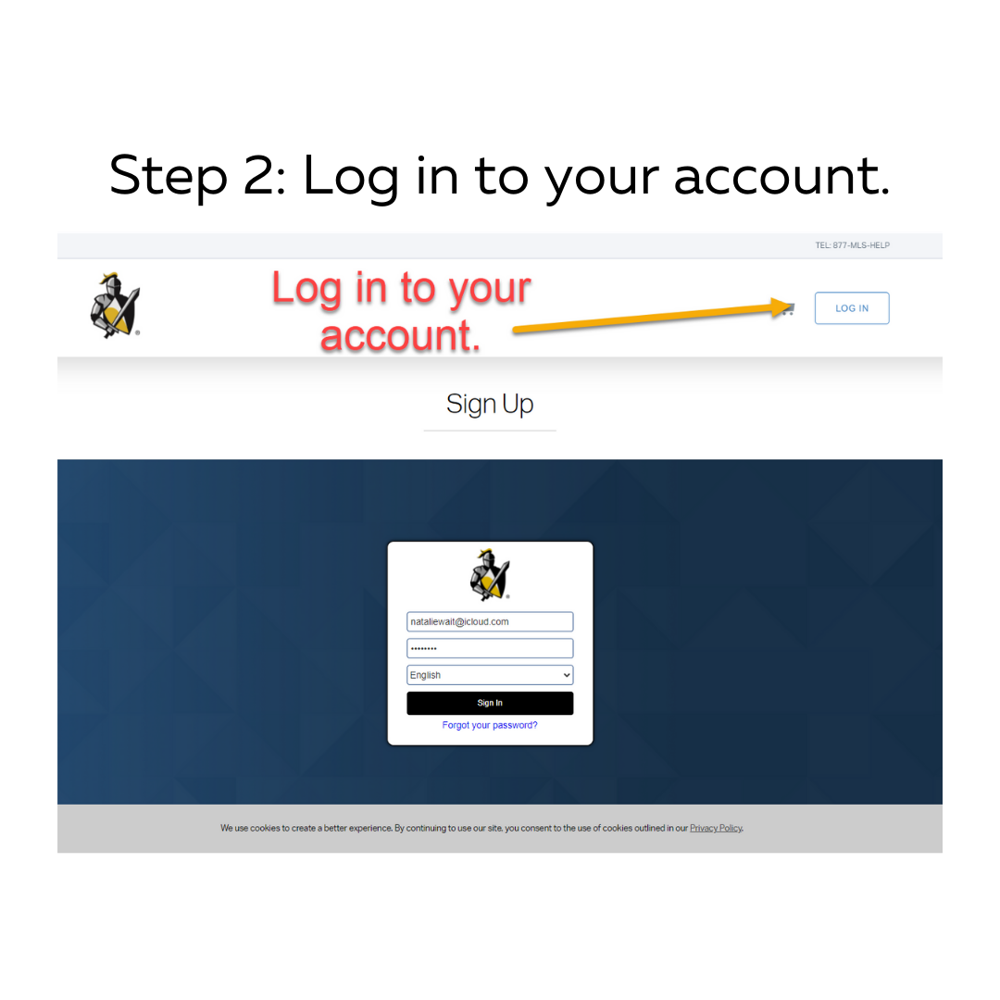 Step 2: Log in to your account.
TEL: 877-MLS-HELP
Log in to your
account.
LOG IN
Sign Up
nataliewait@icloud.com
••••••••
English
Sign In
Forgot your password?
We use cookies to create a better experience. By continuing to use our site, you consent to the use of cookies outlined in our Privacy Policy.